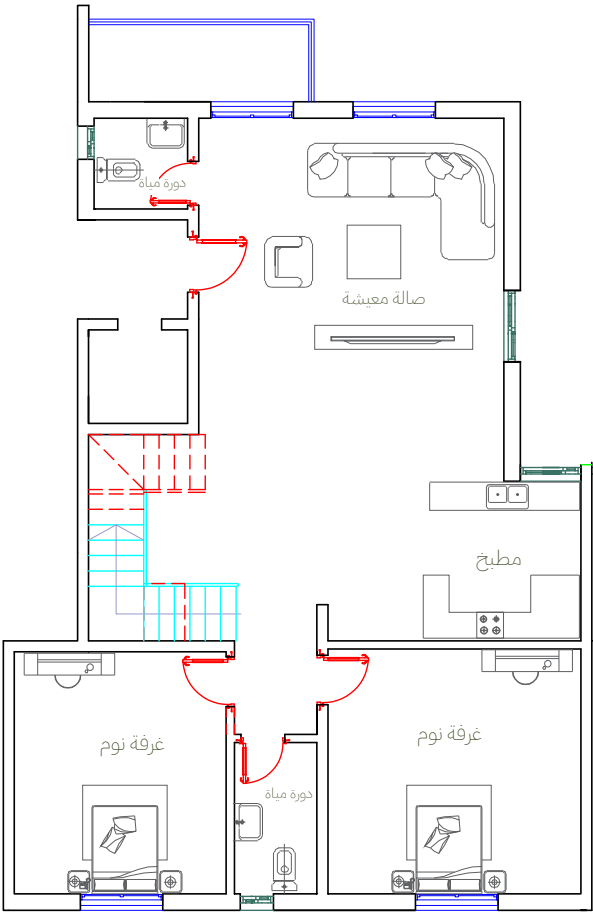 دورة مياة
صالة معيشة
مطبخ
غرفة نوم
غرفة نوم
دورة مياة